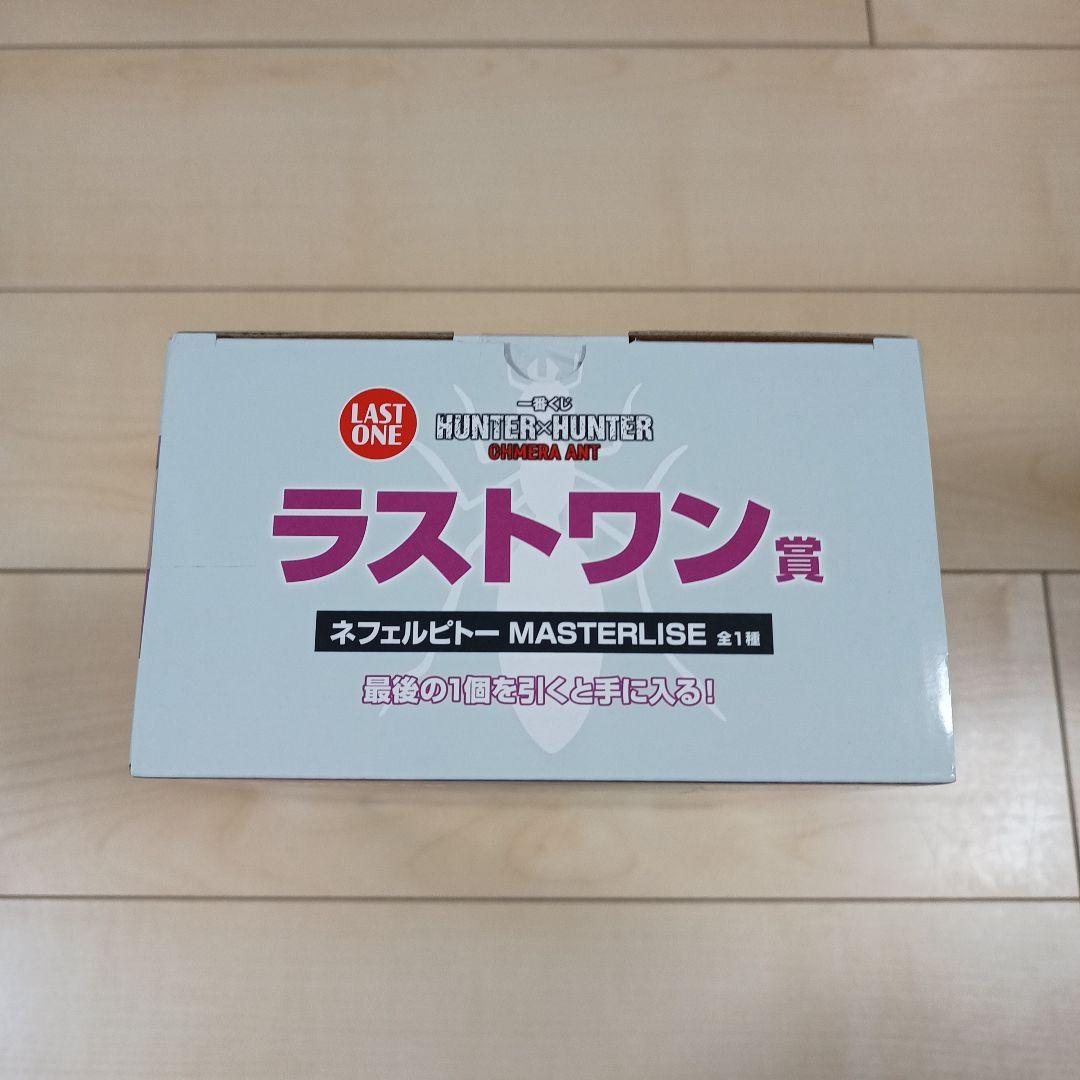 LAST
ONE
一番くじ
HUNTER×HUNTER
CHMERA ANT
ラストワン賞
ネフェルピトー MASTERLISE 全1種
最後の1個を引くと手に入る!